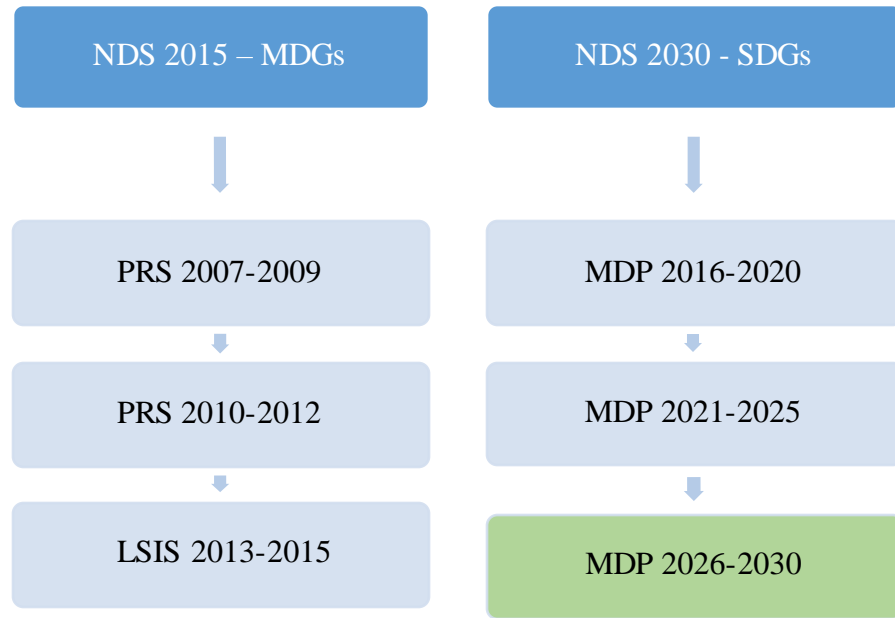 NDS 2015 – MDGs
PRS 2007-2009
PRS 2010-2012
LSIS 2013-2015
NDS 2030 - SDGs
MDP 2016-2020
MDP 2021-2025
MDP 2026-2030